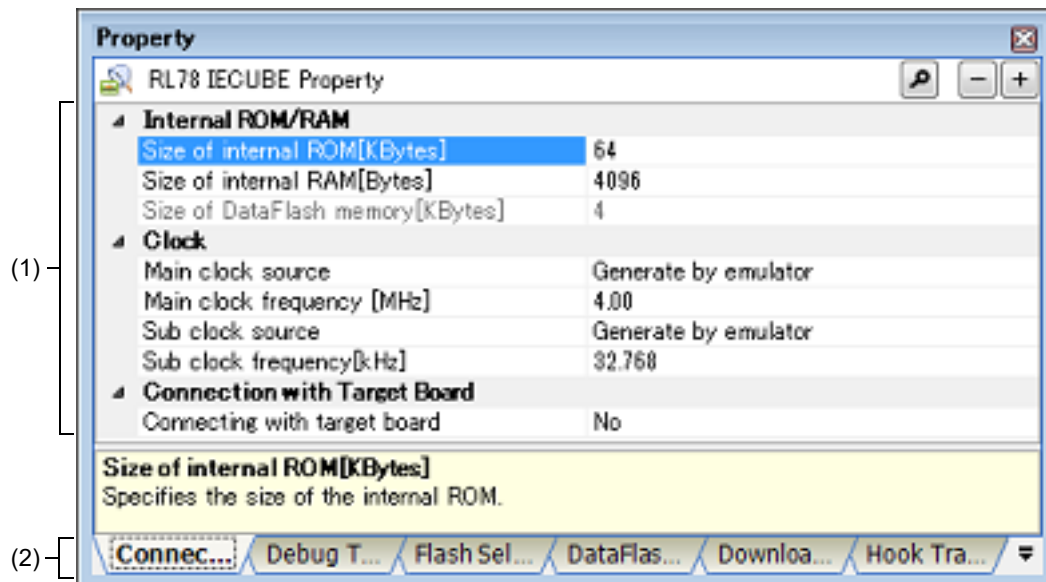 Property
RL78 IECUBE Property
Internal ROM/RAM
Size of internal ROM[KBytes] 64
Size of internal RAM[Bytes] 4096
Size of DataFlash memory[KBytes] 4
Clock
(1)
Main clock source Generate by emulator
Main clock frequency [MHz] 4.00
Sub clock source Generate by emulator
Sub clock frequency[kHz] 32.768
Connection with Target Board
Connecting with target board No
Size of internal ROM[KBytes]
Specifies the size of the internal ROM.
(2) Connec... Debug T... Flash Sel... DataFlas... Downloa... Hook Tra...